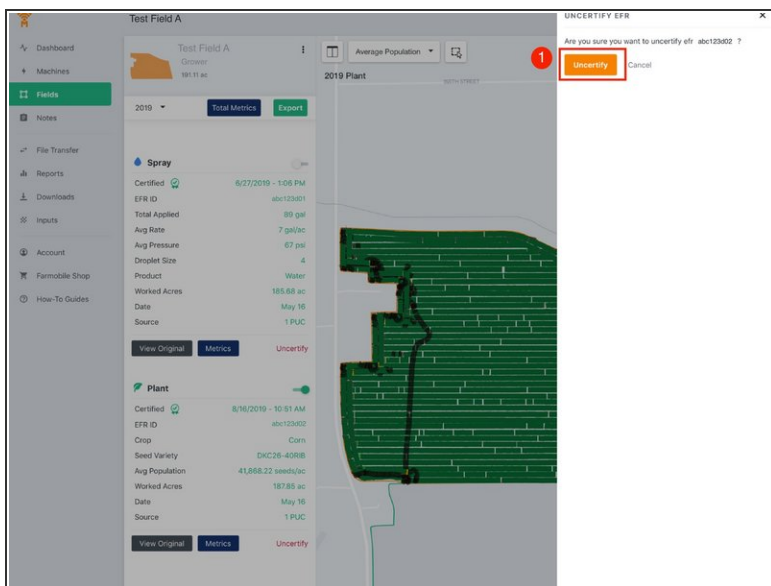 Test Field A
UNCERTIFY EFR X
Are you sure you want to uncertify efr abc123d02 ?
1
Uncertify Cancel
Dashboard
Machines
Fields
Notes
File Transfer
Reports
Downloads
Inputs
Account
Farmobile Shop
How-To Guides
Test Field A
Grower
191.11 ac
2019 Total Metrics Export
Spray
Certified 6/27/2019 - 1:06 PM
EFR ID abc123d01
Total Applied 89 gal
Avg Rate 7 gal/ac
Avg Pressure 67 psi
Droplet Size 4
Product Water
Worked Acres 185.68 ac
Date May 16
Source 1 PUC
View Original Metrics Uncertify
Plant
Certified 8/16/2019 - 10:51 AM
EFR ID abc123d02
Crop Corn
Seed Variety DKC26-40RIB
Avg Population 41,868.22 seeds/ac
Worked Acres 187.85 ac
Date May 16
Source 1 PUC
View Original Metrics Uncertify
Average Population
2019 Plant